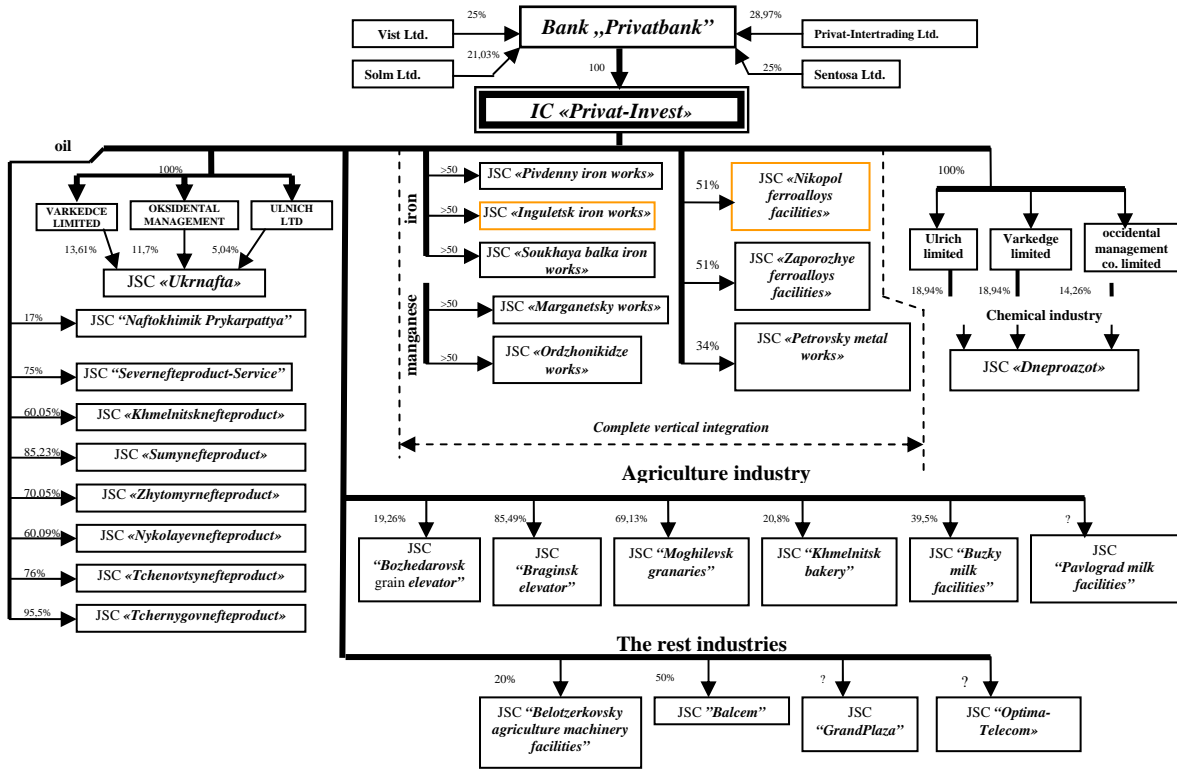 25%
Bank „Privatbank”
28,97%
Vist Ltd.
Privat-Intertrading Ltd.
21,03%
Solm Ltd.
100
25%
Sentosa Ltd.
IC «Privat-Invest»
oil
100%
VARKEDCE
LIMITED
OKSIDENTAL
MANAGEMENT
ULNICH
LTD
13,61%
11,7%
5,04%
JSC «Ukrnafta»
17%
JSC “Naftokhimik Prykarpattya”
75%
JSC “Severnefteproduct-Service”
60,05%
JSC «Khmelnitsknefteproduct»
85,23%
JSC «Sumynefteproduct»
70,05%
JSC «Zhytomyrnefteproduct»
60,09%
JSC «Nykolayevnefteproduct»
76%
JSC «Tchenovtsynefteproduct»
95,5%
JSC «Tchernygovnefteproduct»
iron
>50
JSC «Pivdenny iron works»
>50
JSC «Inguletsk iron works»
>50
JSC «Soukhaya balka iron
works»
manganese
>50
JSC «Marganetsky works»
>50
JSC «Ordzhonikidze
works»
51%
JSC «Nikopol
ferroalloys
facilities»
51%
JSC «Zaporozhye
ferroalloys
facilities»
34%
JSC «Petrovsky metal
works»
100%
Ulrich
limited
Varkedge
limited
occidental
management
co. limited
18,94%
18,94%
14,26%
Chemical industry
JSC «Dneproazot»
Complete vertical integration
Agriculture industry
19,26%
85,49%
69,13%
20,8%
39,5%
?
JSC
“Bozhedarovsk
grain elevator”
JSC
“Braginsk
elevator”
JSC
“Moghilevsk
granaries”
JSC
“Khmelnitsk
bakery”
JSC
“Buzky
milk
facilities”
JSC
“Pavlograd milk
facilities”
The rest industries
20%
50%
?
?
JSC “Belotzerkovsky
agriculture machinery
facilities”
JSC “Balcem”
JSC
“GrandPlaza”
JSC “Optima-
Telecom»